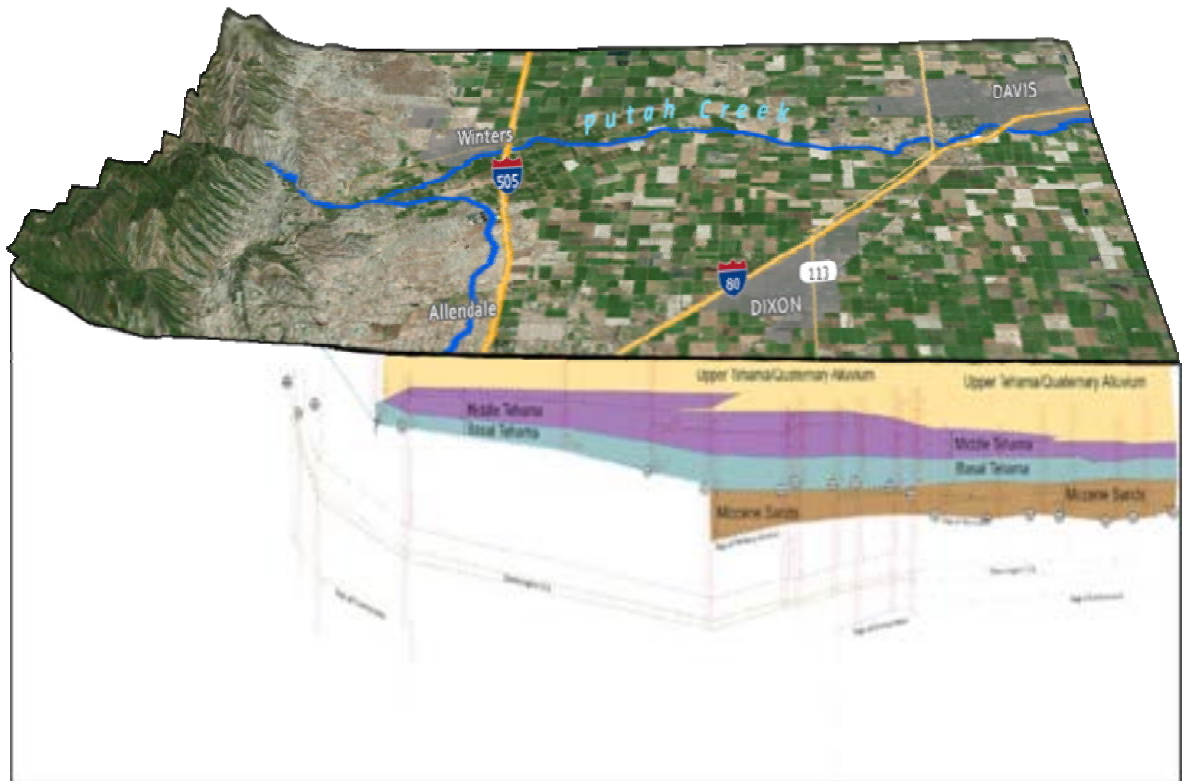 DAVIS
Putah Creek
Winters
505
113
80
Allendale
DIXON
Upper Tehama/Quaternary Alluvium
Upper Tehama/Quaternary Alluvium
Middle Tehama
Basal Tehama
Middle Tehama
Basal Tehama
Miocene Sands
Miocene Sands